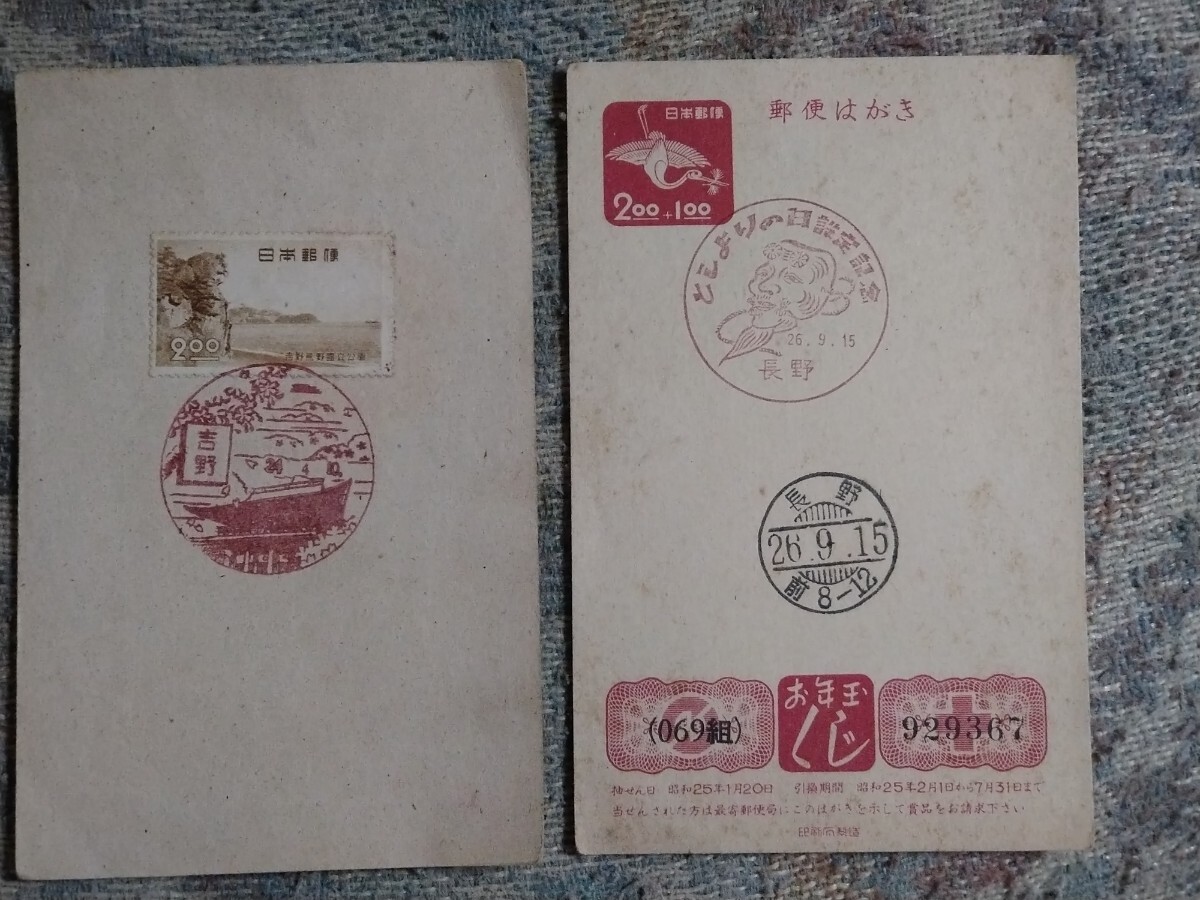 日本郵便
2.00
吉野熊野國立公園
吉野
24 4 10
日本郵便
2.00+1.00
郵便はがき
としよりの日設定記念
26.9.15
長野
長野
26.9.15
前8-12
(069組)
お年玉
くじ
929367
抽せん日 昭和25年1月20日 引換期間 昭和25年2月1日から7月31日まで
当せんされた方は最寄郵便局にこのはがきを示して賞品をお請求下さい
印刷局製造